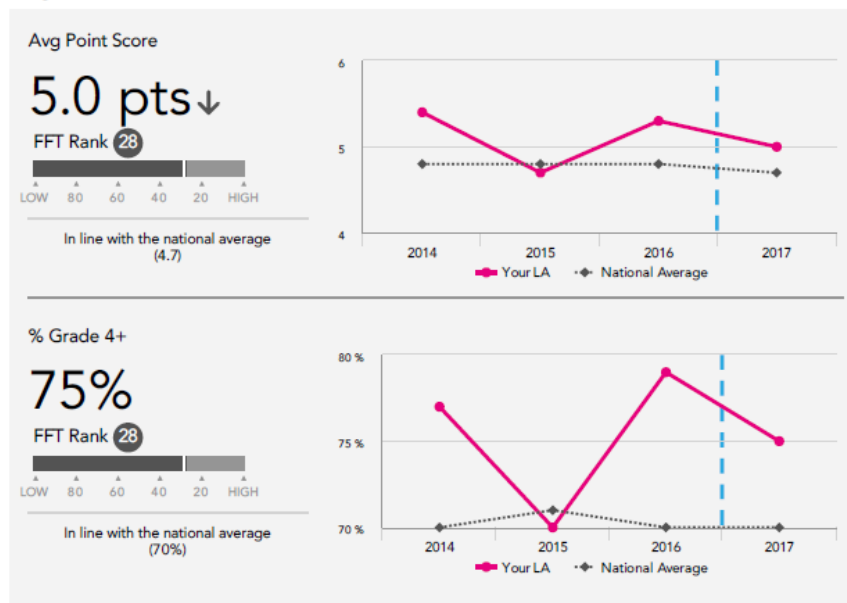 Avg Point Score
5.0 pts↓
FFT Rank 28
LOW 80 60 40 20 HIGH
In line with the national average
(4.7)
6
5
4
2014 2015 2016 2017
Your LA National Average
% Grade 4+
75%
FFT Rank 28
LOW 80 60 40 20 HIGH
In line with the national average
(70%)
80 %
75 %
70 %
2014 2015 2016 2017
Your LA National Average